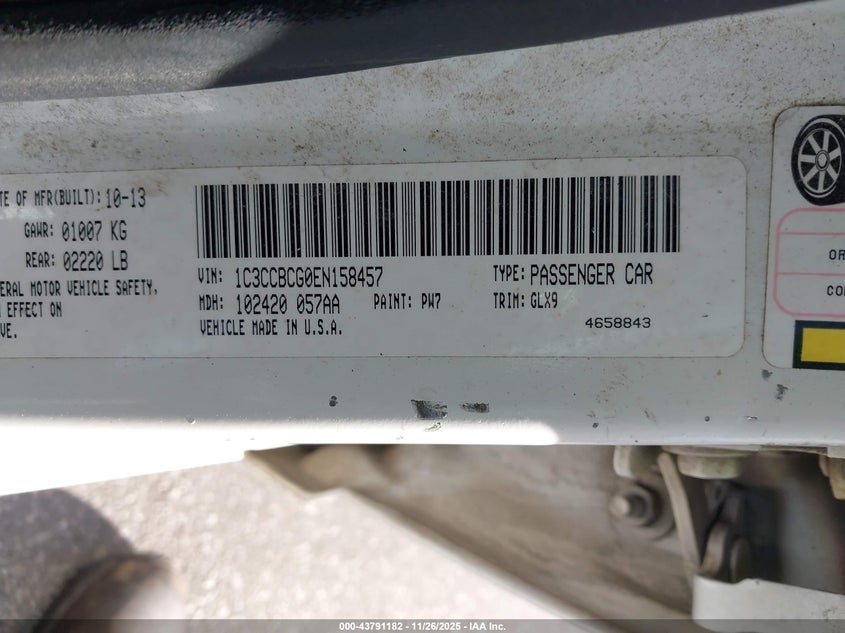 TE OF MFR(BUILT): 10-13
GAWR: 01007 KG
REAR: 02220 LB
ERAL MOTOR VEHICLE SAFETY,
EFFECT ON
VE.
VIN: 1C3CCBCG0EN158457
TYPE: PASSENGER CAR
MDH: 102420 057AA
PAINT: PW7
TRIM: GLX9
VEHICLE MADE IN U.S.A.
4658843
OR
CO
000-43791182 - 11/26/2025 - IAA Inc.